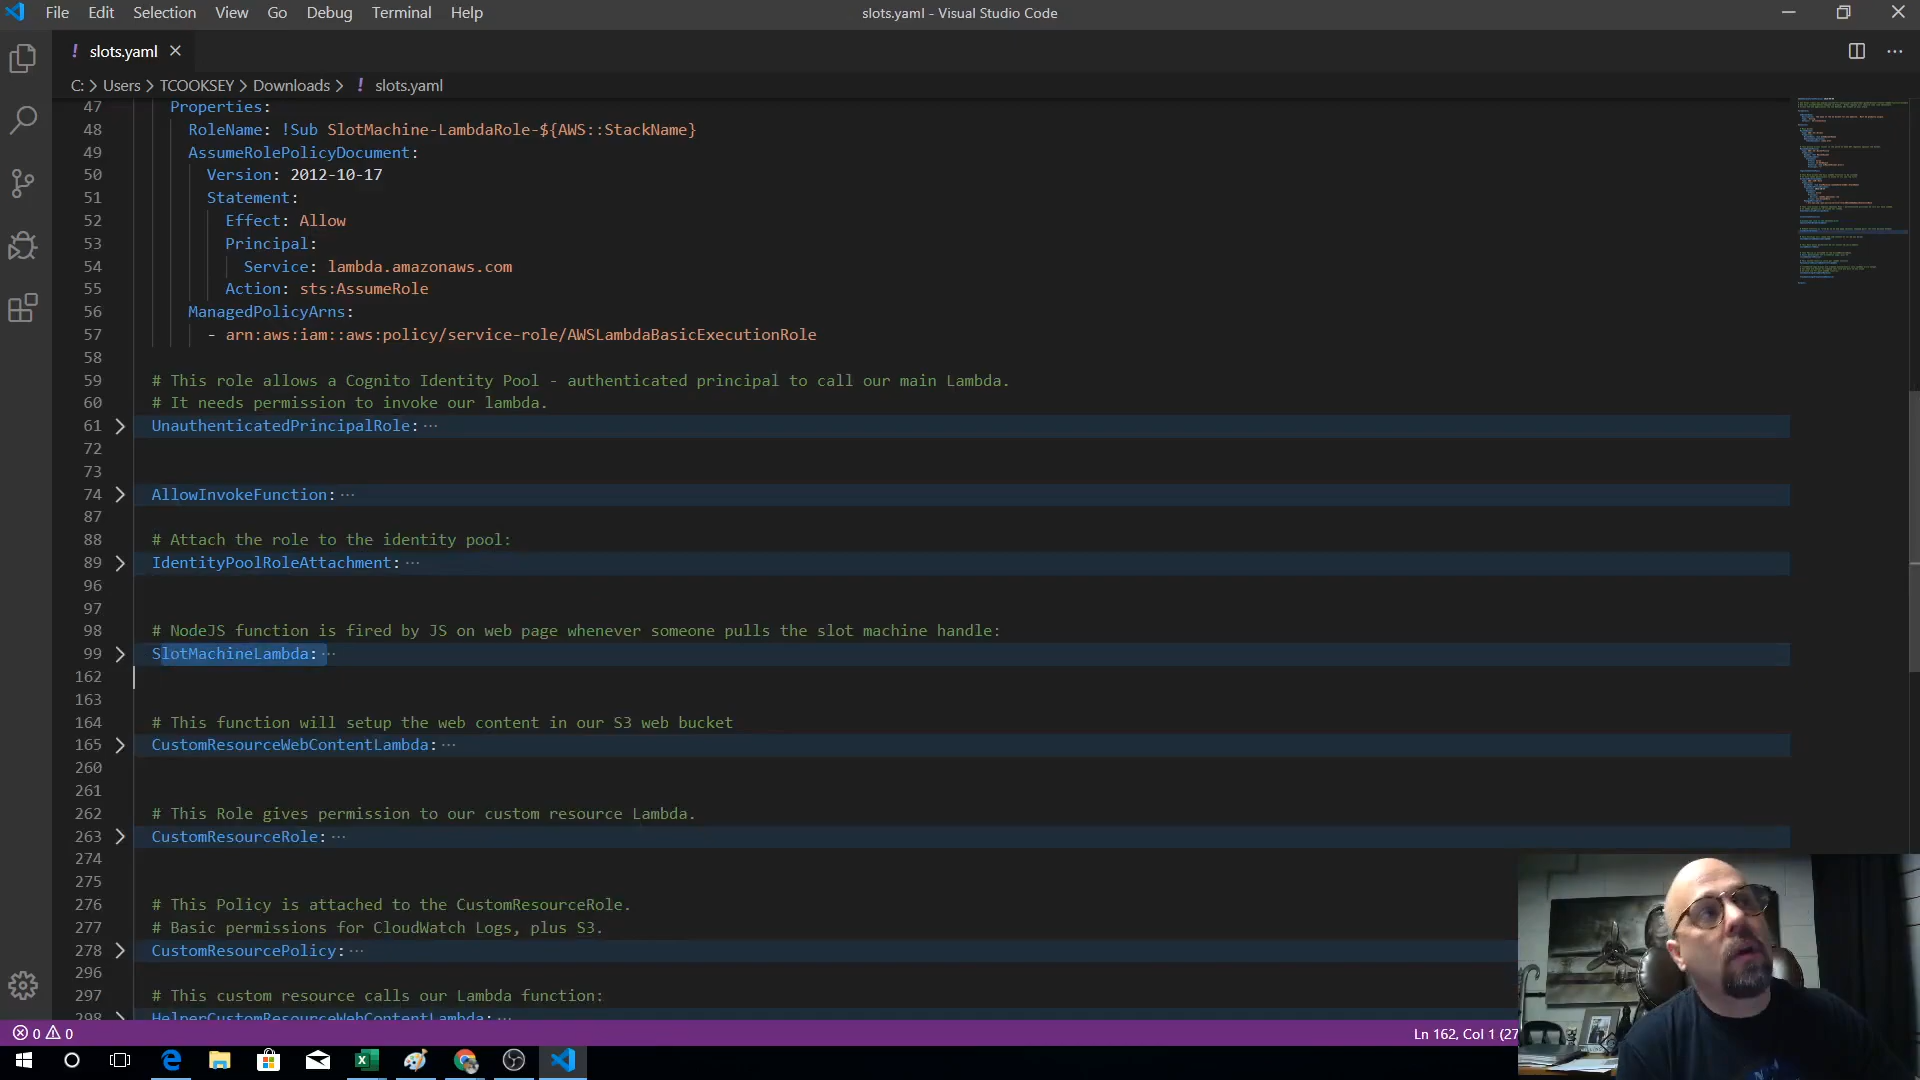 File Edit Selection View Go Debug Terminal Help
slots.yaml - Visual Studio Code
! slots.yaml
C: > Users > TCOOKSEY > Downloads > ! slots.yaml
47 Properties:
48 RoleName: !Sub SlotMachine-LambdaRole-${AWS::StackName}
49 AssumeRolePolicyDocument:
50 Version: 2012-10-17
51 Statement:
52 Effect: Allow
53 Principal:
54 Service: lambda.amazonaws.com
55 Action: sts:AssumeRole
56 ManagedPolicyArns:
57 - arn:aws:iam::aws:policy/service-role/AWSLambdaBasicExecutionRole
58
59 # This role allows a Cognito Identity Pool - authenticated principal to call our main Lambda.
60 # It needs permission to invoke our lambda.
61 UnauthenticatedPrincipalRole: ...
72
73
74 AllowInvokeFunction: ...
87
88 # Attach the role to the identity pool:
89 IdentityPoolRoleAttachment: ...
96
97
98 # NodeJS function is fired by JS on web page whenever someone pulls the slot machine handle:
99 SlotMachineLambda: ...
162
163
164 # This function will setup the web content in our S3 web bucket
165 CustomResourceWebContentLambda: ...
260
261
262 # This Role gives permission to our custom resource Lambda.
263 CustomResourceRole: ...
274
275
276 # This Policy is attached to the CustomResourceRole.
277 # Basic permissions for CloudWatch Logs, plus S3.
278 CustomResourcePolicy: ...
296
297 # This custom resource calls our Lambda function:
298 HelperCustomResourceWebContentLambda: ...
0 0
Ln 162, Col 1 (27